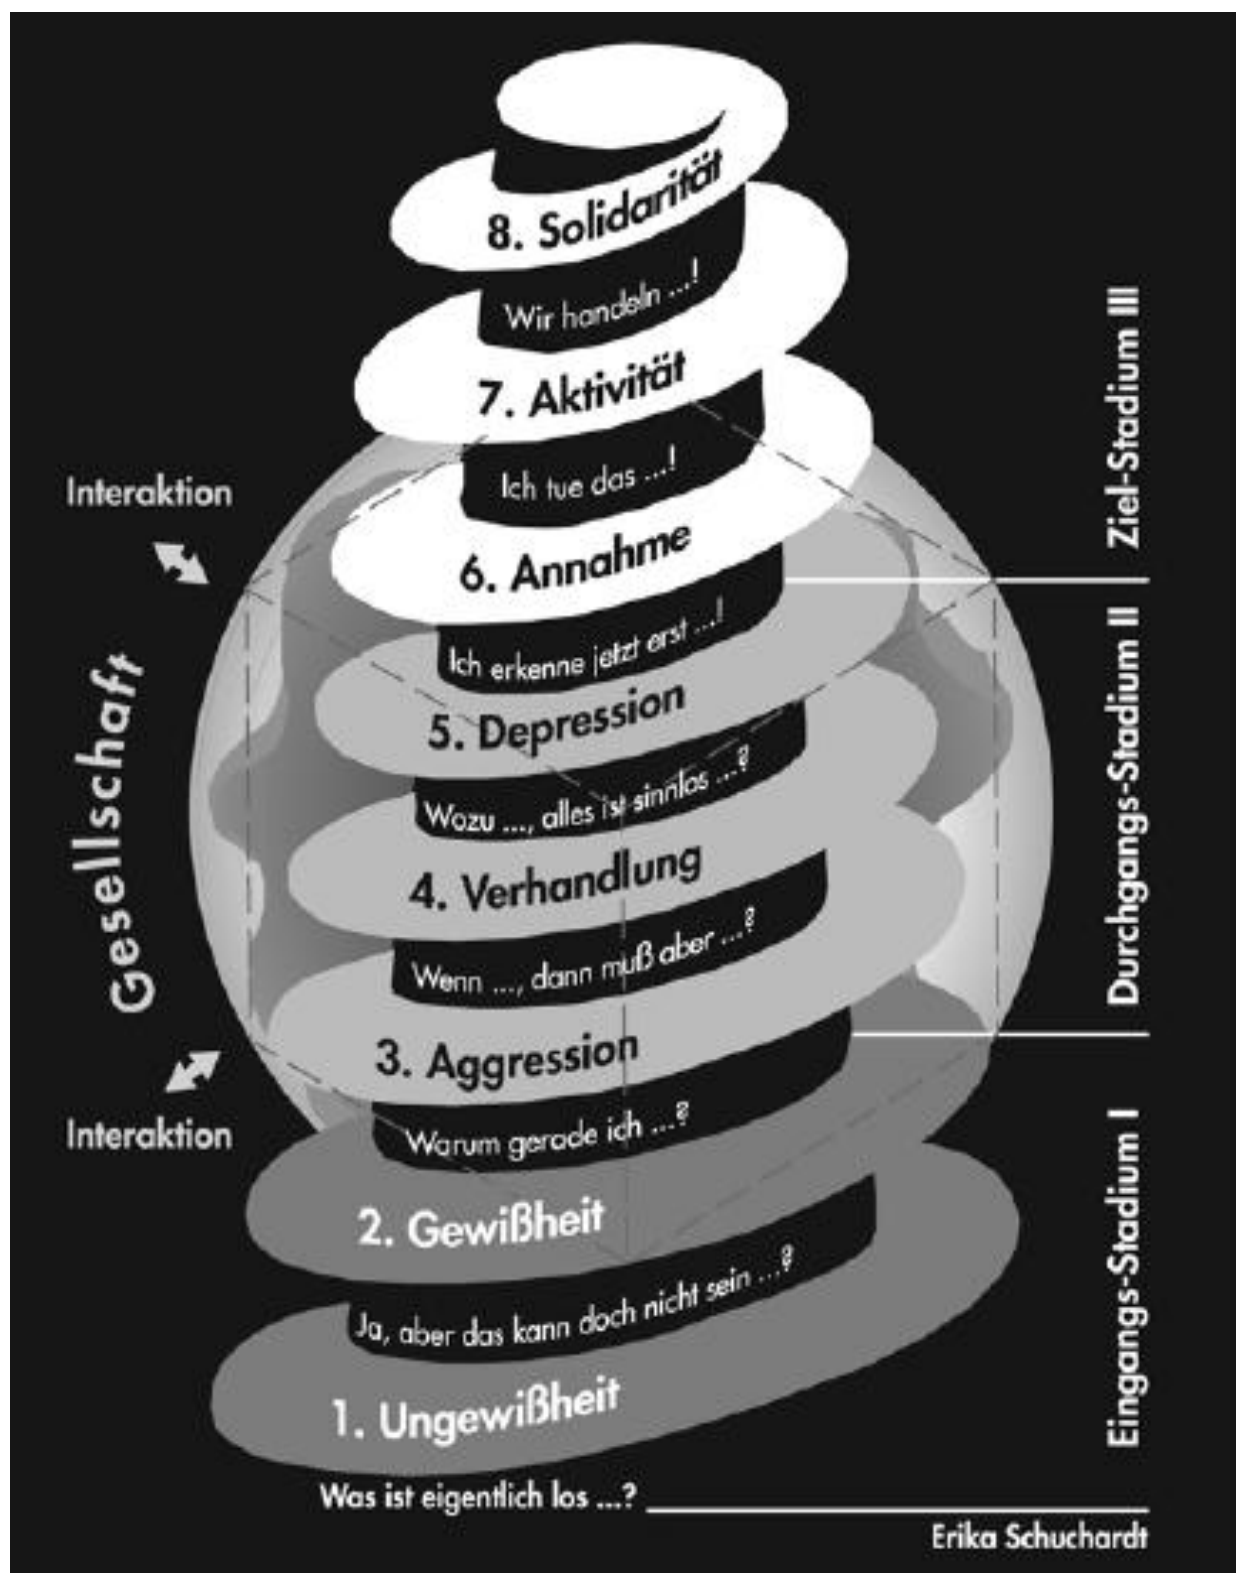 8. Solidarität
Wir handeln ...!
7. Aktivität
Ich tue das ...!
6. Annahme
Ich erkenne jetzt erst ...!
5. Depression
Wozu ..., alles ist sinnlos ...?
4. Verhandlung
Wenn ..., dann muß aber ...?
3. Aggression
Warum gerade ich ...?
2. Gewißheit
Ja, aber das kann doch nicht sein ...?
1. Ungewißheit
Was ist eigentlich los ...?
Erika Schuchardt
Interaktion
Gesellschaft
Interaktion
Ziel-Stadium III
Durchgangs-Stadium II
Eingangs-Stadium I